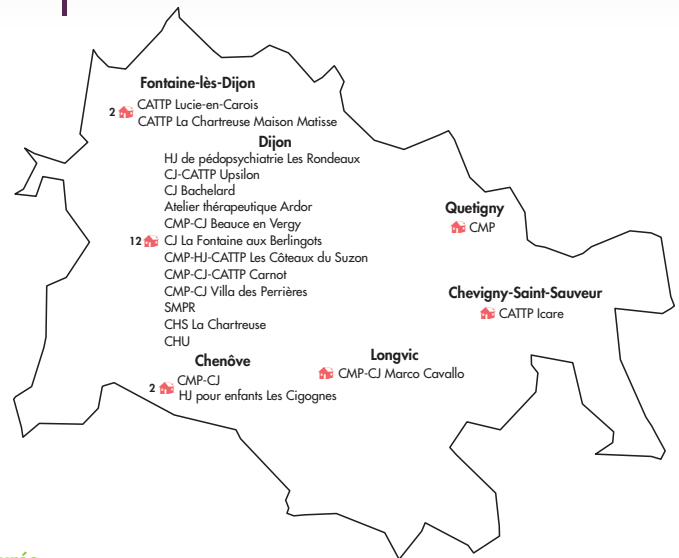 Fontaine-lès-Dijon
2 CATTP Lucie-en-Carois
CATTP La Chartreuse Maison Matisse
Dijon
HJ de pédopsychiatrie Les Rondeaux
CJ-CATTP Upsilon
CJ Bachelard
Atelier thérapeutique Ardor
CMP-CJ Beauce en Vergy
12 CJ La Fontaine aux Berlingots
CMP-HJ-CATTP Les Côteaux du Suzon
CMP-CJ-CATTP Carnot
CMP-CJ Villa des Perrières
SMPR
CHS La Chartreuse
CHU
Quetigny
CMP
Chevigny-Saint-Sauveur
CATTP Icare
Chenôve
2 CMP-CJ
HJ pour enfants Les Cigognes
Longvic
CMP-CJ Marco Cavallo